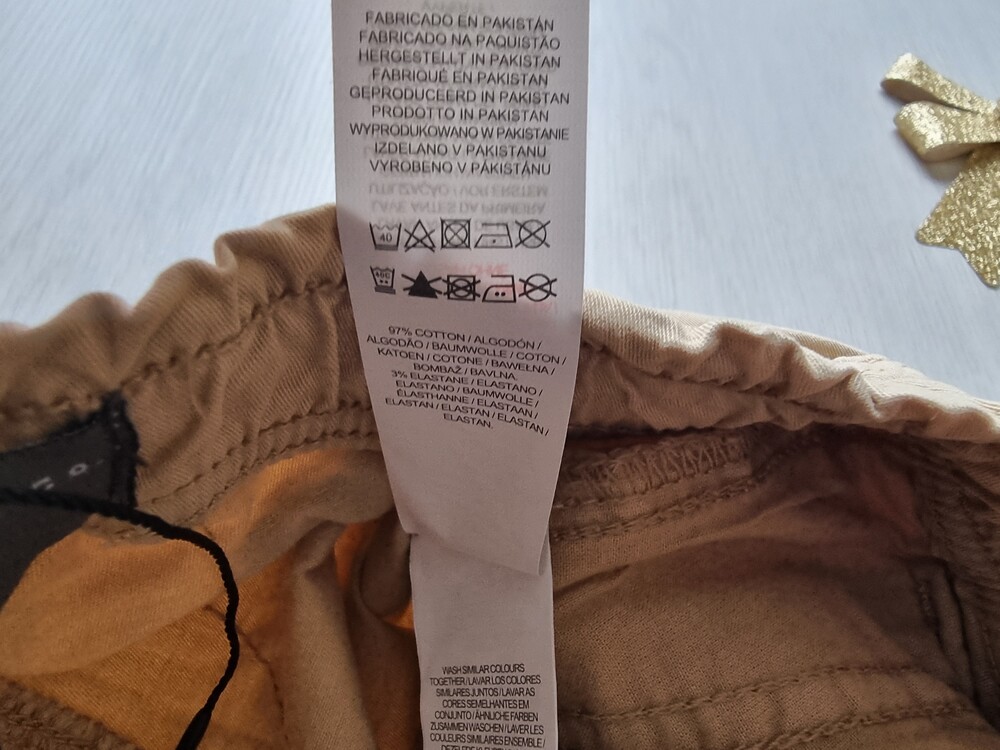 FABRICADO EN PAKISTÁN
FABRICADO NA PAQUISTÃO
HERGESTELLT IN PAKISTAN
FABRIQUÉ EN PAKISTAN
GEPRODUCEERD IN PAKISTAN
PRODOTTO IN PAKISTAN
WYPRODUKOWANO W PAKISTANIE
IZDELANO V PAKISTANU
VYROBENO V PÁKISTÁNU
40
40C
97% COTTON / ALGODÓN /
ALGODÃO / BAUMWOLLE / COTON /
KATOEN / COTONE / BAWEŁNA /
BOMBAŽ / BAVLNA.
3% ELASTANE / ELASTANO /
ELASTANO / BAUMWOLLE /
ÉLASTHANNE / ELASTAAN /
ELASTAN / ELASTAN / ELASTAN /
ELASTAN.
WASH SIMILAR COLOURS
TOGETHER / LAVAR LOS COLORES
SIMILARES JUNTOS / LAVAR AS
CORES SEMELHANTES EM
CONJUNTO / ÄHNLICHE FARBEN
ZUSAMMEN WASCHEN / LAVER LES
COULEURS SIMILAIRES ENSEMBLE /